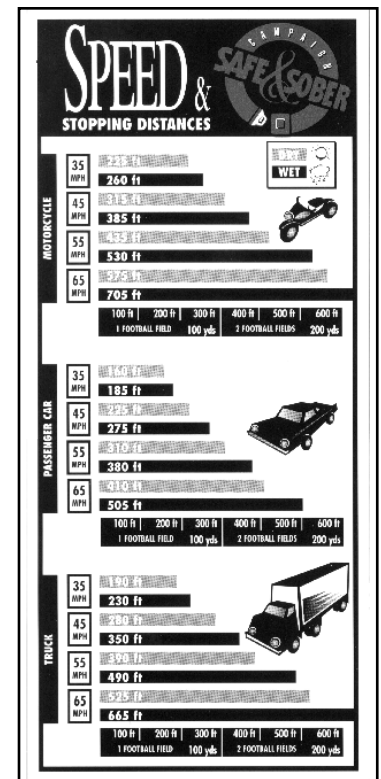 CAMPAIGN
SAFE & SOBER
SPEED &
STOPPING DISTANCES
DRY
WET
MOTORCYCLE
35 MPH
225 ft
260 ft
45 MPH
315 ft
385 ft
55 MPH
435 ft
530 ft
65 MPH
575 ft
705 ft
100 ft 200 ft 300 ft 400 ft 500 ft 600 ft
1 FOOTBALL FIELD 100 yds 2 FOOTBALL FIELDS 200 yds
PASSENGER CAR
35 MPH
160 ft
185 ft
45 MPH
225 ft
275 ft
55 MPH
310 ft
380 ft
65 MPH
410 ft
505 ft
100 ft 200 ft 300 ft 400 ft 500 ft 600 ft
1 FOOTBALL FIELD 100 yds 2 FOOTBALL FIELDS 200 yds
TRUCK
35 MPH
190 ft
230 ft
45 MPH
280 ft
350 ft
55 MPH
390 ft
490 ft
65 MPH
525 ft
665 ft
100 ft 200 ft 300 ft 400 ft 500 ft 600 ft
1 FOOTBALL FIELD 100 yds 2 FOOTBALL FIELDS 200 yds